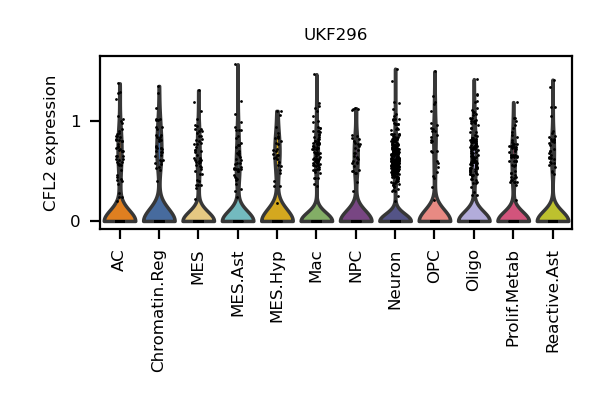 UKF296
CFL2 expression
1
0
AC
Chromatin.Reg
MES
MES.Ast
MES.Hyp
Mac
NPC
Neuron
OPC
Oligo
Prolif.Metab
Reactive.Ast